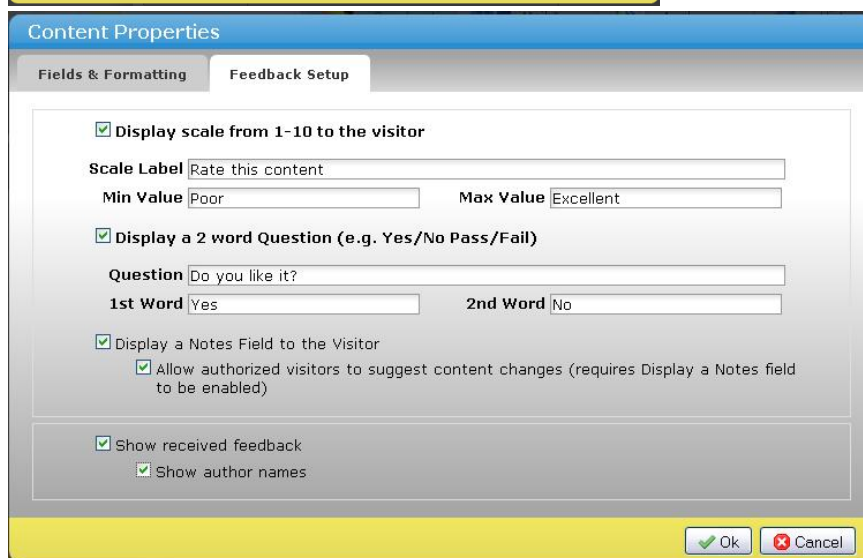 Content Properties
Fields & Formatting Feedback Setup
Display scale from 1-10 to the visitor
Scale Label Rate this content
Min Value Poor Max Value Excellent
Display a 2 word Question (e.g. Yes/No Pass/Fail)
Question Do you like it?
1st Word Yes 2nd Word No
Display a Notes Field to the Visitor
Allow authorized visitors to suggest content changes (requires Display a Notes field
to be enabled)
Show received feedback
Show author names
Ok Cancel